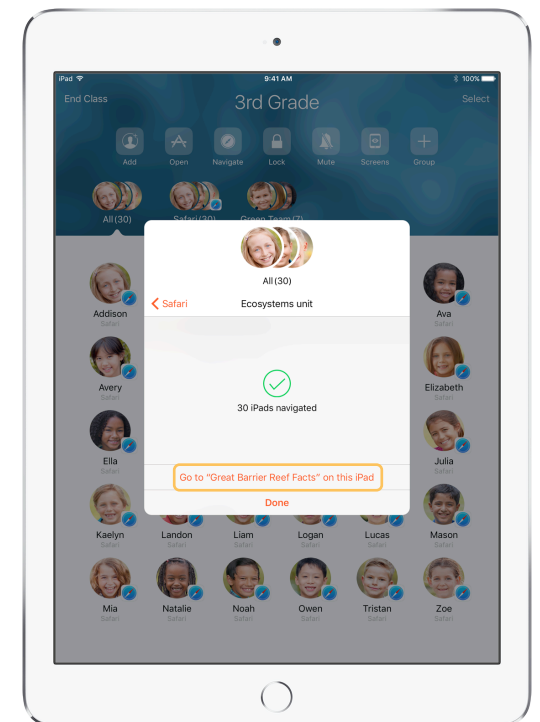 iPad 9:41 AM 100%
End Class 3rd Grade Select
Add Open Navigate Lock Mute Screens Group
All (30) Safari (30) Green Team (7)
All (30)
Safari Ecosystems unit
30 iPads navigated
Go to "Great Barrier Reef Facts" on this iPad
Done
Addison Ava
Safari Safari
Avery Elizabeth
Safari Safari
Ella Julia
Safari Safari
Kaelyn Landon Liam Logan Lucas Mason
Safari Safari Safari Safari Safari Safari
Mia Natalie Noah Owen Tristan Zoe
Safari Safari Safari Safari Safari Safari